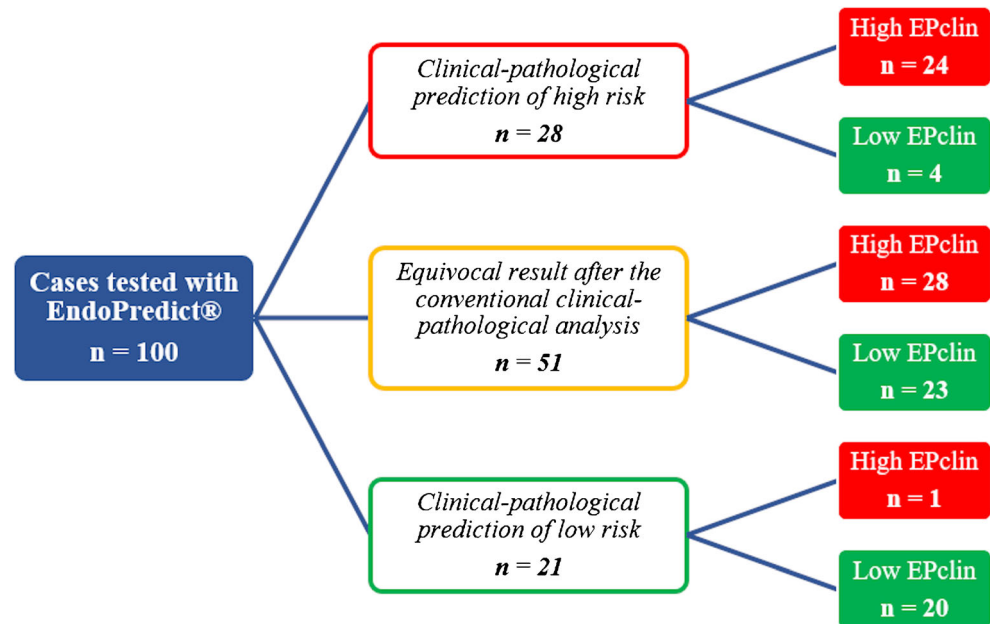 Cases tested with
EndoPredict®
n = 100
Clinical-pathological
prediction of high risk
n = 28
High EPclin
n = 24
Low EPclin
n = 4
Equivocal result after the
conventional clinical-
pathological analysis
n = 51
High EPclin
n = 28
Low EPclin
n = 23
Clinical-pathological
prediction of low risk
n = 21
High EPclin
n = 1
Low EPclin
n = 20